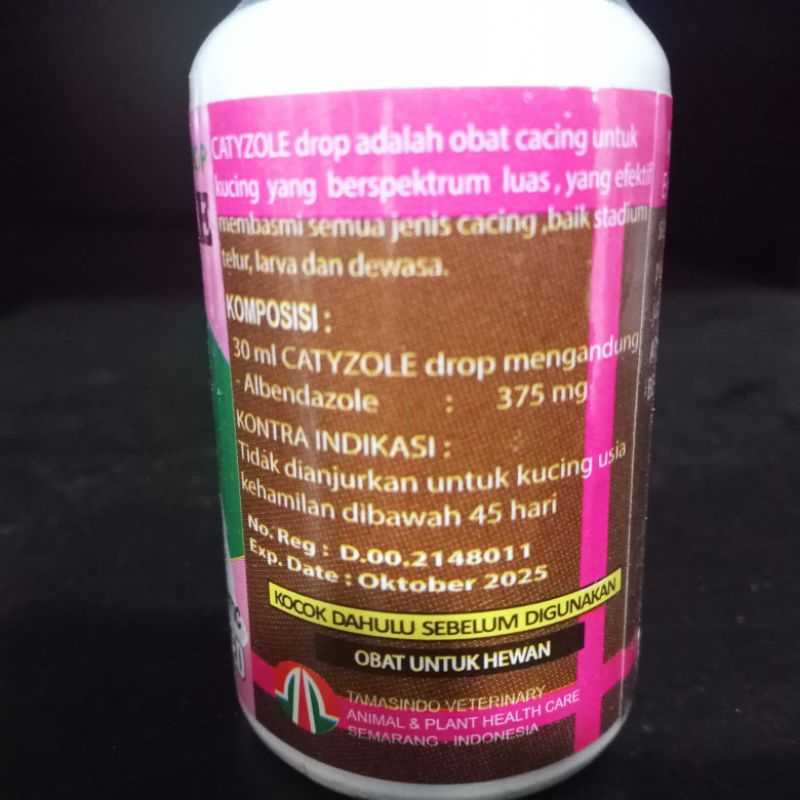 CATYZOLE drop adalah obat cacing untuk
kucing yang berspektrum luas, yang efektif
membasmi semua jenis cacing ,baik stadium
telur, larva dan dewasa.
KOMPOSISI :
30 ml CATYZOLE drop mengandung
- Albendazole : 375 mg
KONTRA INDIKASI :
Tidak dianjurkan untuk kucing usia
kehamilan dibawah 45 hari
No. Reg : D.00.2148011
Exp. Date : Oktober 2025
KOCOK DAHULU SEBELUM DIGUNAKAN
OBAT UNTUK HEWAN
TAMASINDO VETERINARY
ANIMAL & PLANT HEALTH CARE
SEMARANG - INDONESIA